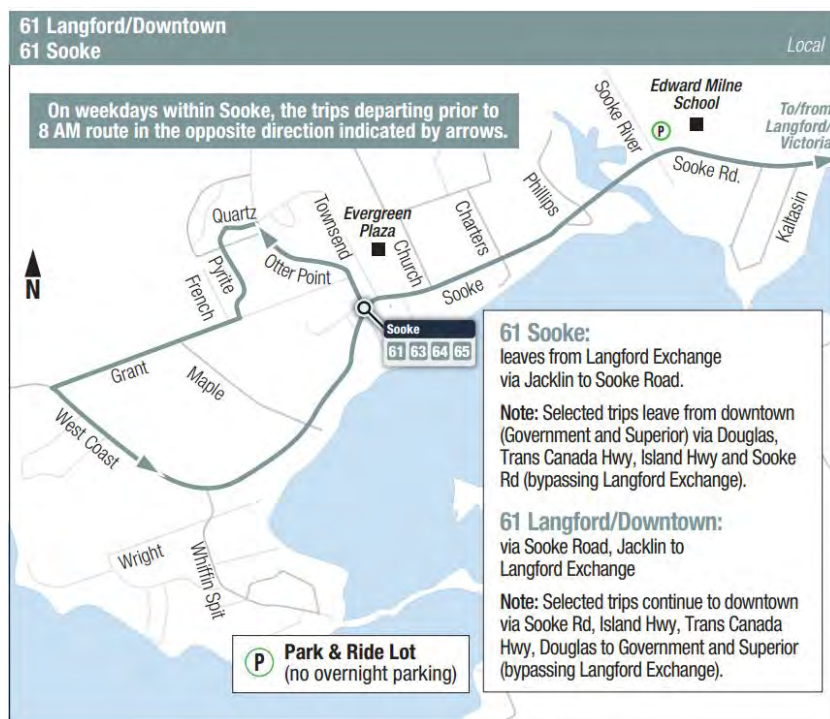 61 Langford/Downtown
61 Sooke
Local
On weekdays within Sooke, the trips departing prior to
8 AM route in the opposite direction indicated by arrows.
Edward Milne
School
Sooke River
P
To/from
Langford/
Victoria
Sooke Rd.
Kaltasin
Phillips
Charters
Church
Evergreen
Plaza
Townsend
Quartz
Otter Point
Pyrite
French
N
Sooke
Sooke
61 63 64 65
Grant
Maple
West Coast
Wright
Whiffin Spit
61 Sooke:
leaves from Langford Exchange
via Jacklin to Sooke Road.
Note: Selected trips leave from downtown
(Government and Superior) via Douglas,
Trans Canada Hwy, Island Hwy and Sooke
Rd (bypassing Langford Exchange).
61 Langford/Downtown:
via Sooke Road, Jacklin to
Langford Exchange
Note: Selected trips continue to downtown
via Sooke Rd, Island Hwy, Trans Canada
Hwy, Douglas to Government and Superior
(bypassing Langford Exchange).
P Park & Ride Lot
(no overnight parking)